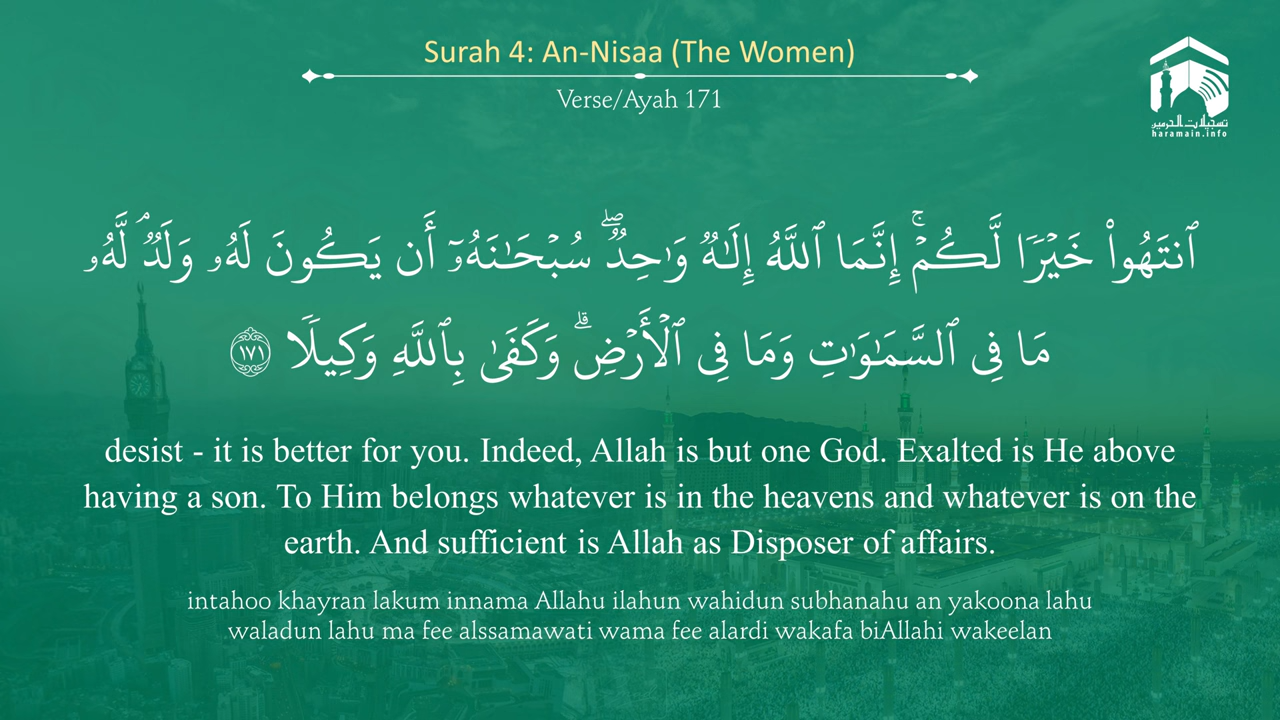 Surah 4: An-Nisaa (The Women)
Verse/Ayah 171
تسجيلات الحرمين
haramain.info
ٱنتَهُوا۟ خَيْرًۭا لَّكُمْ ۚ إِنَّمَا ٱللَّهُ إِلَـٰهٌۭ وَٰحِدٌۭ ۖ سُبْحَـٰنَهُۥٓ أَن يَكُونَ لَهُۥ وَلَدٌۭ ۘ لَّهُۥ
مَا فِى ٱلسَّمَـٰوَٰتِ وَمَا فِى ٱلْأَرْضِ ۗ وَكَفَىٰ بِٱللَّهِ وَكِيلًۭا ١٧١
desist - it is better for you. Indeed, Allah is but one God. Exalted is He above
having a son. To Him belongs whatever is in the heavens and whatever is on the
earth. And sufficient is Allah as Disposer of affairs.
intahoo khayran lakum innama Allahu ilahun wahidun subhanahu an yakoona lahu
waladun lahu ma fee alssamawati wama fee alardi wakafa biAllahi wakeelan